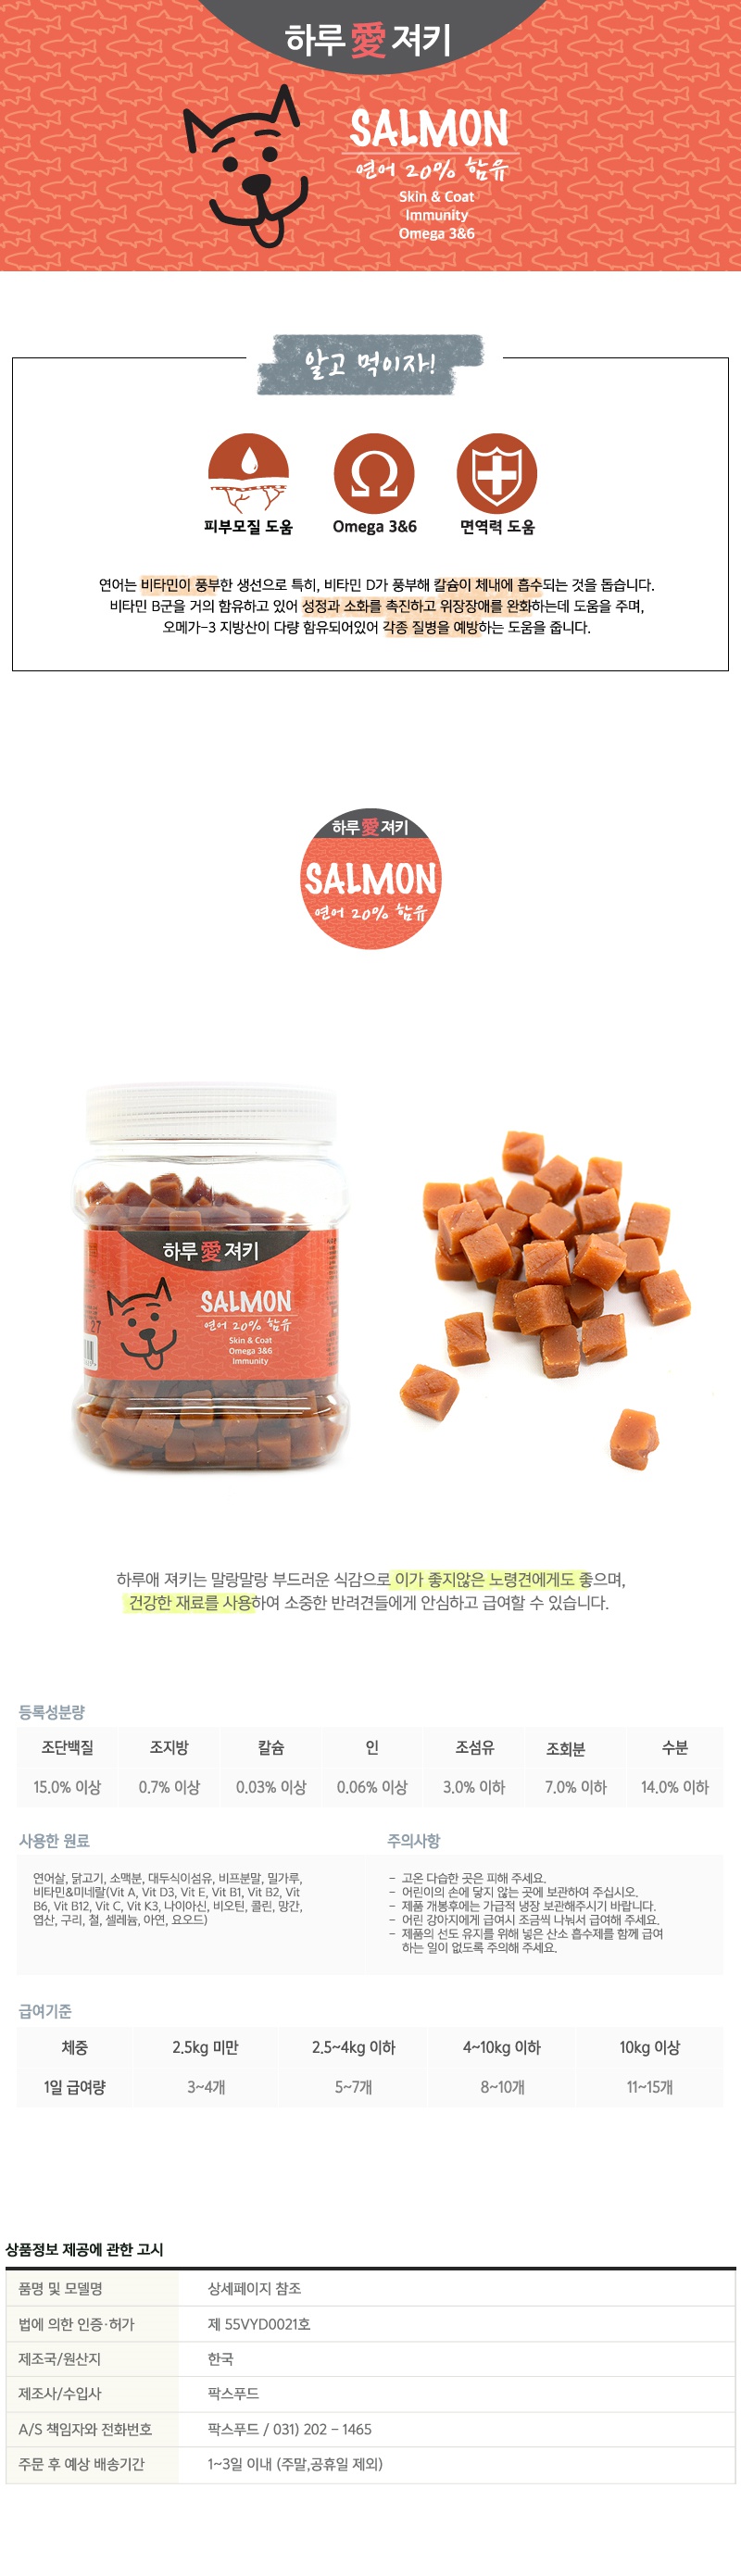 하루 愛 져키
SALMON
연어 20% 함유
Skin & Coat
Immunity
Omega 3&6
알고 먹이자!
피부모질 도움
Omega 3&6
면역력 도움
연어는 비타민이 풍부한 생선으로 특히, 비타민 D가 풍부해 칼슘이 체내에 흡수되는 것을 돕습니다.
비타민 B군을 거의 함유하고 있어 성정과 소화를 촉진하고 위장장애를 완화하는데 도움을 주며,
오메가-3 지방산이 다량 함유되어있어 각종 질병을 예방하는 도움을 줍니다.
하루 愛 져키
SALMON
연어 20% 함유
하루 愛 져키
SALMON
연어 20% 함유
Skin & Coat
Omega 3&6
Immunity
27
하루애 져키는 말랑말랑 부드러운 식감으로 이가 좋지않은 노령견에게도 좋으며,
건강한 재료를 사용하여 소중한 반려견들에게 안심하고 급여할 수 있습니다.
등록성분량
조단백질 조지방 칼슘 인 조섬유 조회분 수분
15.0% 이상 0.7% 이상 0.03% 이상 0.06% 이상 3.0% 이하 7.0% 이하 14.0% 이하
사용한 원료
연어살, 닭고기, 소맥분, 대두식이섬유, 비프분말, 밀가루,
비타민&미네랄(Vit A, Vit D3, Vit E, Vit B1, Vit B2, Vit
B6, Vit B12, Vit C, Vit K3, 나이아신, 비오틴, 콜린, 망간,
엽산, 구리, 철, 셀레늄, 아연, 요오드)
주의사항
- 고온 다습한 곳은 피해 주세요.
- 어린이의 손에 닿지 않는 곳에 보관하여 주십시오.
- 제품 개봉후에는 가급적 냉장 보관해주시기 바랍니다.
- 어린 강아지에게 급여시 조금씩 나눠서 급여해 주세요.
- 제품의 선도 유지를 위해 넣은 산소 흡수제를 함께 급여
하는 일이 없도록 주의해 주세요.
급여기준
체중 2.5kg 미만 2.5~4kg 이하 4~10kg 이하 10kg 이상
1일 급여량 3~4개 5~7개 8~10개 11~15개
상품정보 제공에 관한 고시
품명 및 모델명 상세페이지 참조
법에 의한 인증·허가 제 55VYD0021호
제조국/원산지 한국
제조사/수입사 팍스푸드
A/S 책임자와 전화번호 팍스푸드 / 031) 202 - 1465
주문 후 예상 배송기간 1~3일 이내 (주말,공휴일 제외)